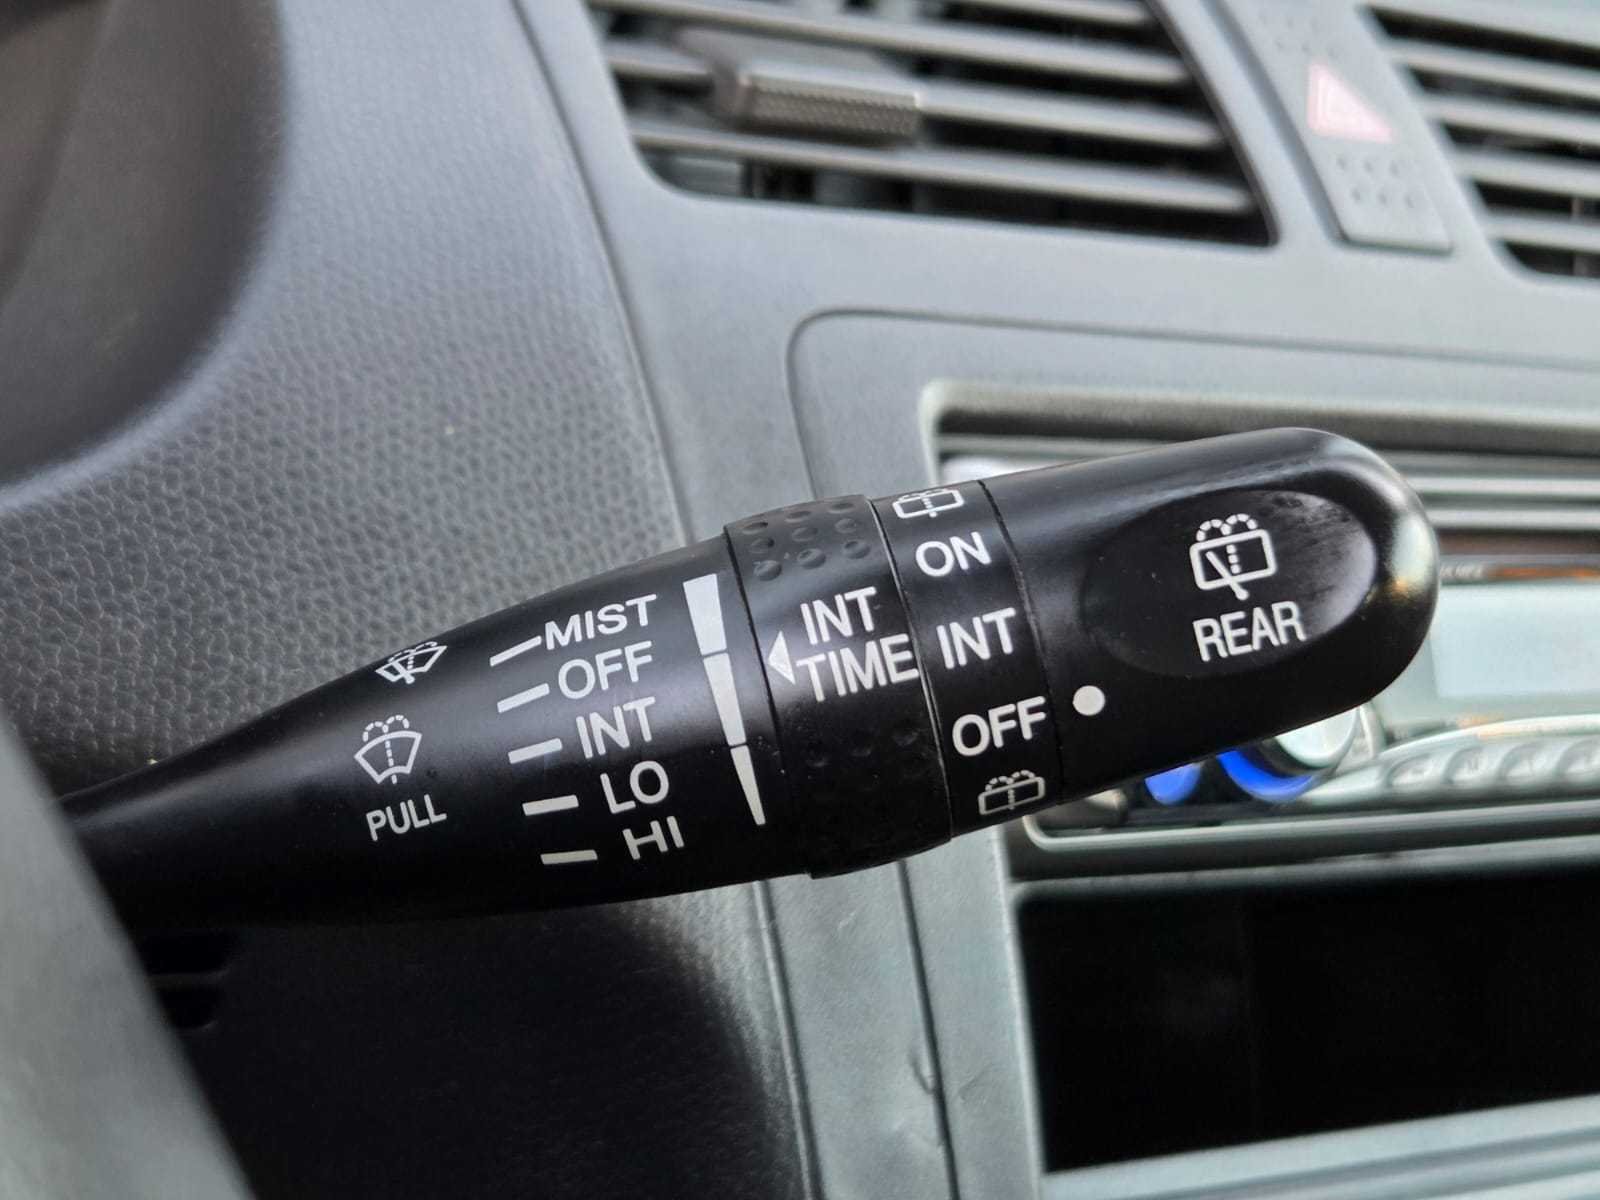 MIST
OFF
INT
LO
HI
PULL
INT
TIME
ON
INT
OFF
REAR